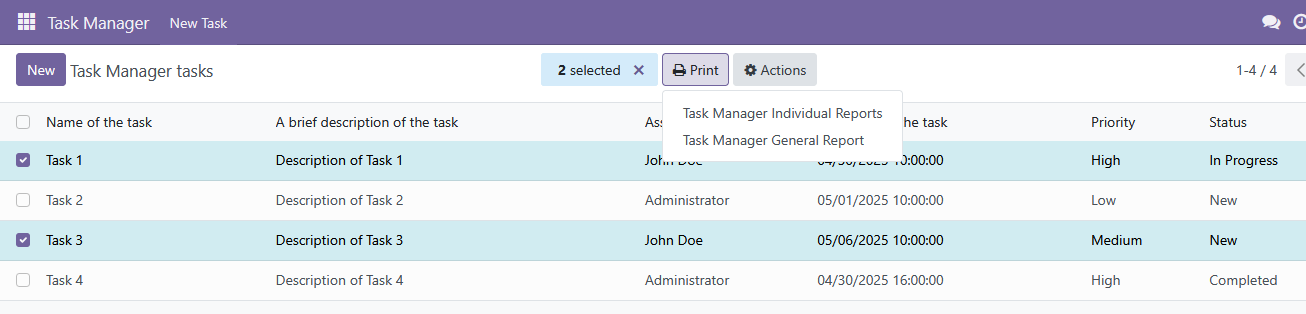 Task Manager New Task
New Task Manager tasks 2 selected Print Actions 1-4 / 4
Task Manager Individual Reports
Task Manager General Report
Name of the task A brief description of the task the task Priority Status
Task 1 Description of Task 1 John Doe 04/30/2025 10:00:00 High In Progress
Task 2 Description of Task 2 Administrator 05/01/2025 10:00:00 Low New
Task 3 Description of Task 3 John Doe 05/06/2025 10:00:00 Medium New
Task 4 Description of Task 4 Administrator 04/30/2025 16:00:00 High Completed